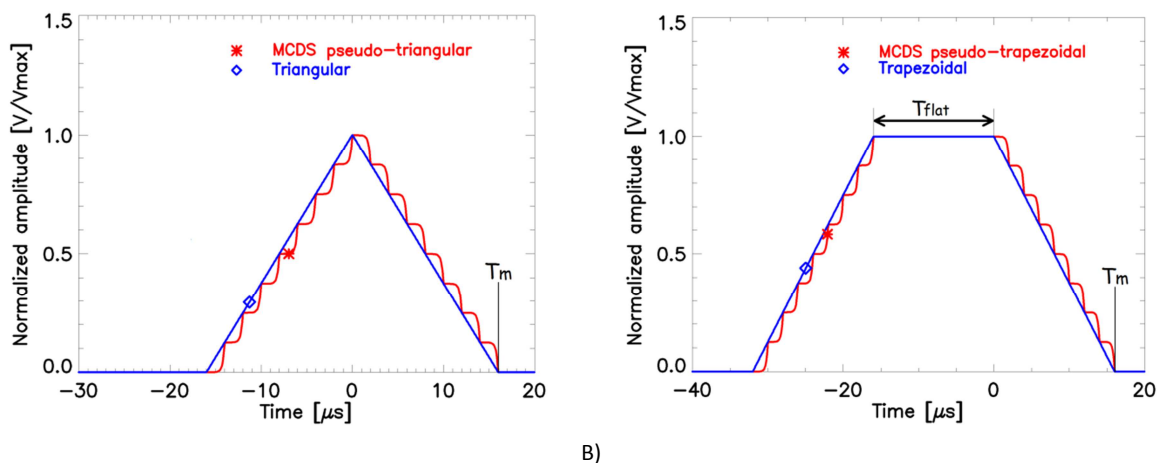 Normalized amplitude [V/Vmax]
1.5
1.0
0.5
0.0
MCDS pseudo-triangular
Triangular
Tm
-30 -20 -10 0 10 20
Time [μs]
Normalized amplitude [V/Vmax]
1.5
1.0
0.5
0.0
MCDS pseudo-trapezoidal
Trapezoidal
Tflat
Tm
-40 -20 0 20
Time [μs]
B)